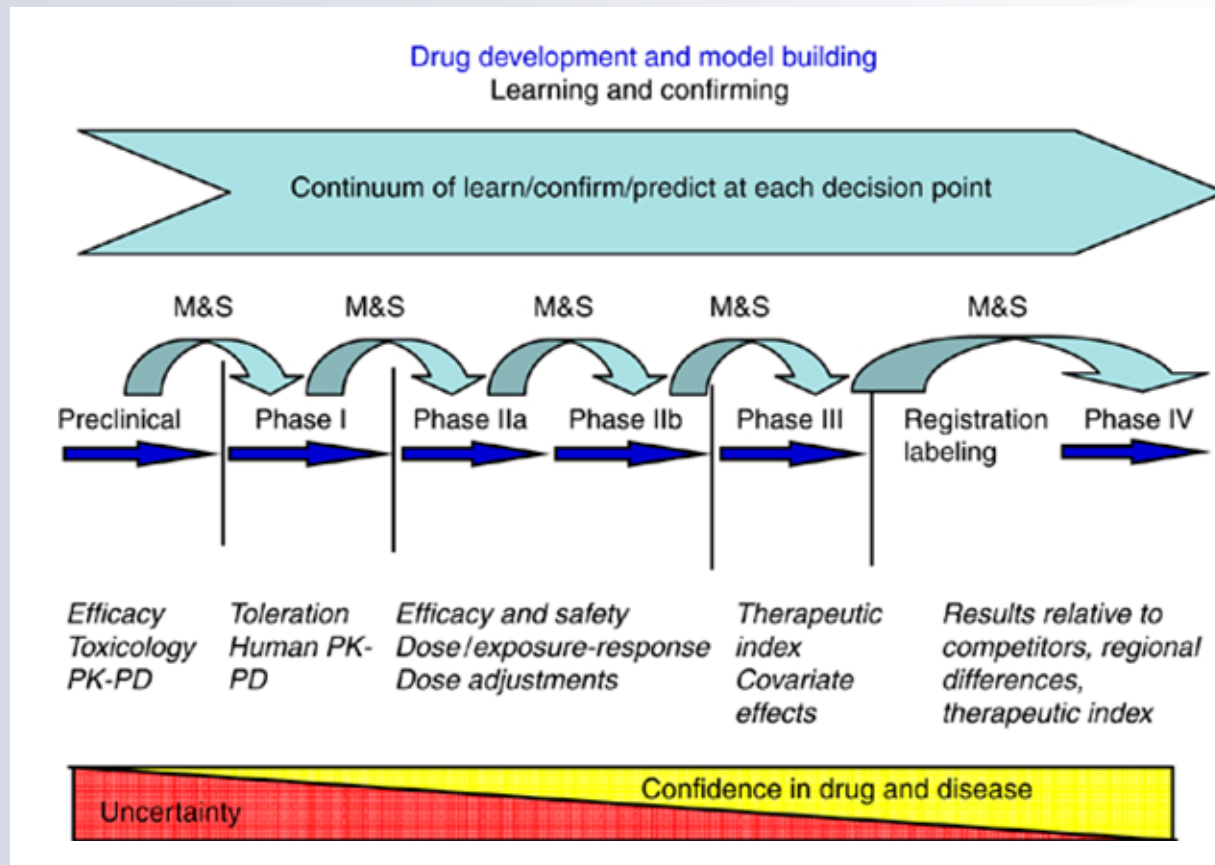 Drug development and model building
Learning and confirming
Continuum of learn/confirm/predict at each decision point
M&S
M&S
M&S
M&S
M&S
Preclinical
Phase I
Phase IIa
Phase IIb
Phase III
Registration
labeling
Phase IV
Efficacy
Toxicology
PK-PD
Toleration
Human PK-
PD
Efficacy and safety
Dose/exposure-response
Dose adjustments
Therapeutic
index
Covariate
effects
Results relative to
competitors, regional
differences,
therapeutic index
Confidence in drug and disease
Uncertainty